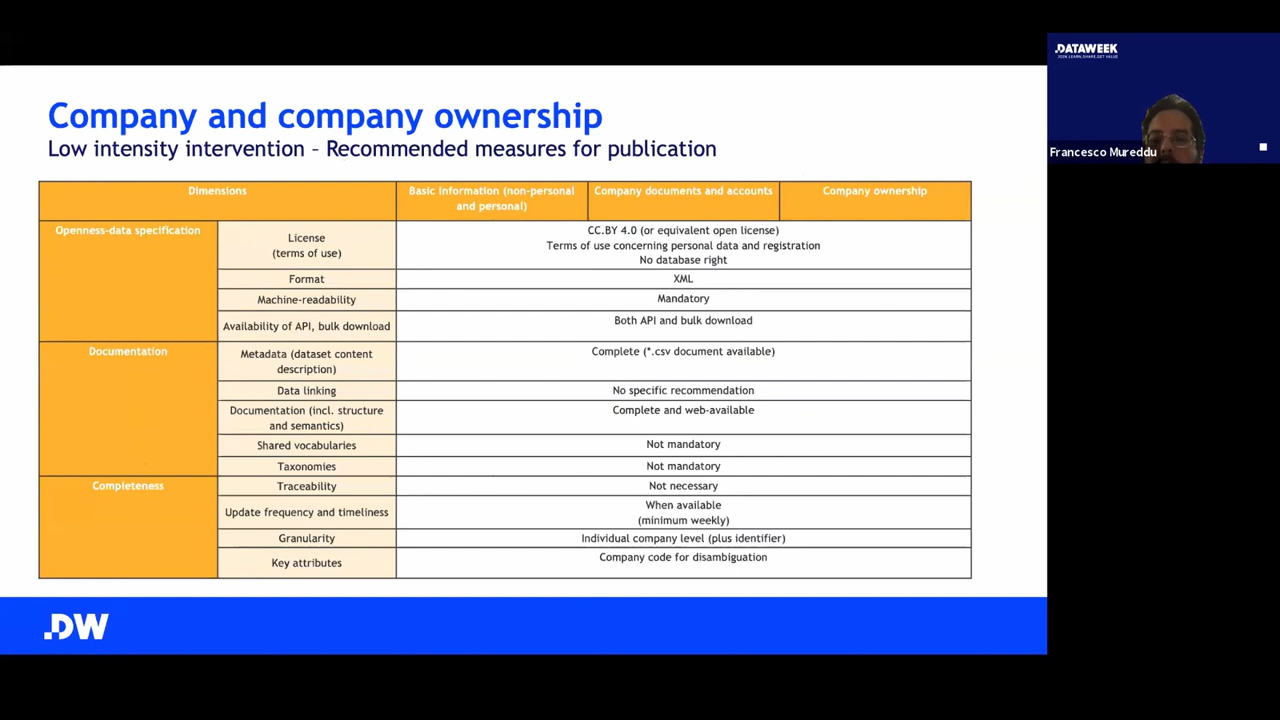 Company and company ownership
Low intensity intervention – Recommended measures for publication
Dimensions
Basic information (non-personal
and personal)
Company documents and accounts
Company ownership
Openness-data specification
License
(terms of use)
CC.BY 4.0 (or equivalent open license)
Terms of use concerning personal data and registration
No database right
Format
XML
Machine-readability
Mandatory
Availability of API, bulk download
Both API and bulk download
Documentation
Metadata (dataset content
description)
Complete (*.csv document available)
Data linking
No specific recommendation
Documentation (incl. structure
and semantics)
Complete and web-available
Shared vocabularies
Not mandatory
Taxonomies
Not mandatory
Completeness
Traceability
Not necessary
Update frequency and timeliness
When available
(minimum weekly)
Granularity
Individual company level (plus identifier)
Key attributes
Company code for disambiguation
.DW
.DATAWEEK
JOIN.LEARN.SHARE.GET VALUE
Francesco Mureddu